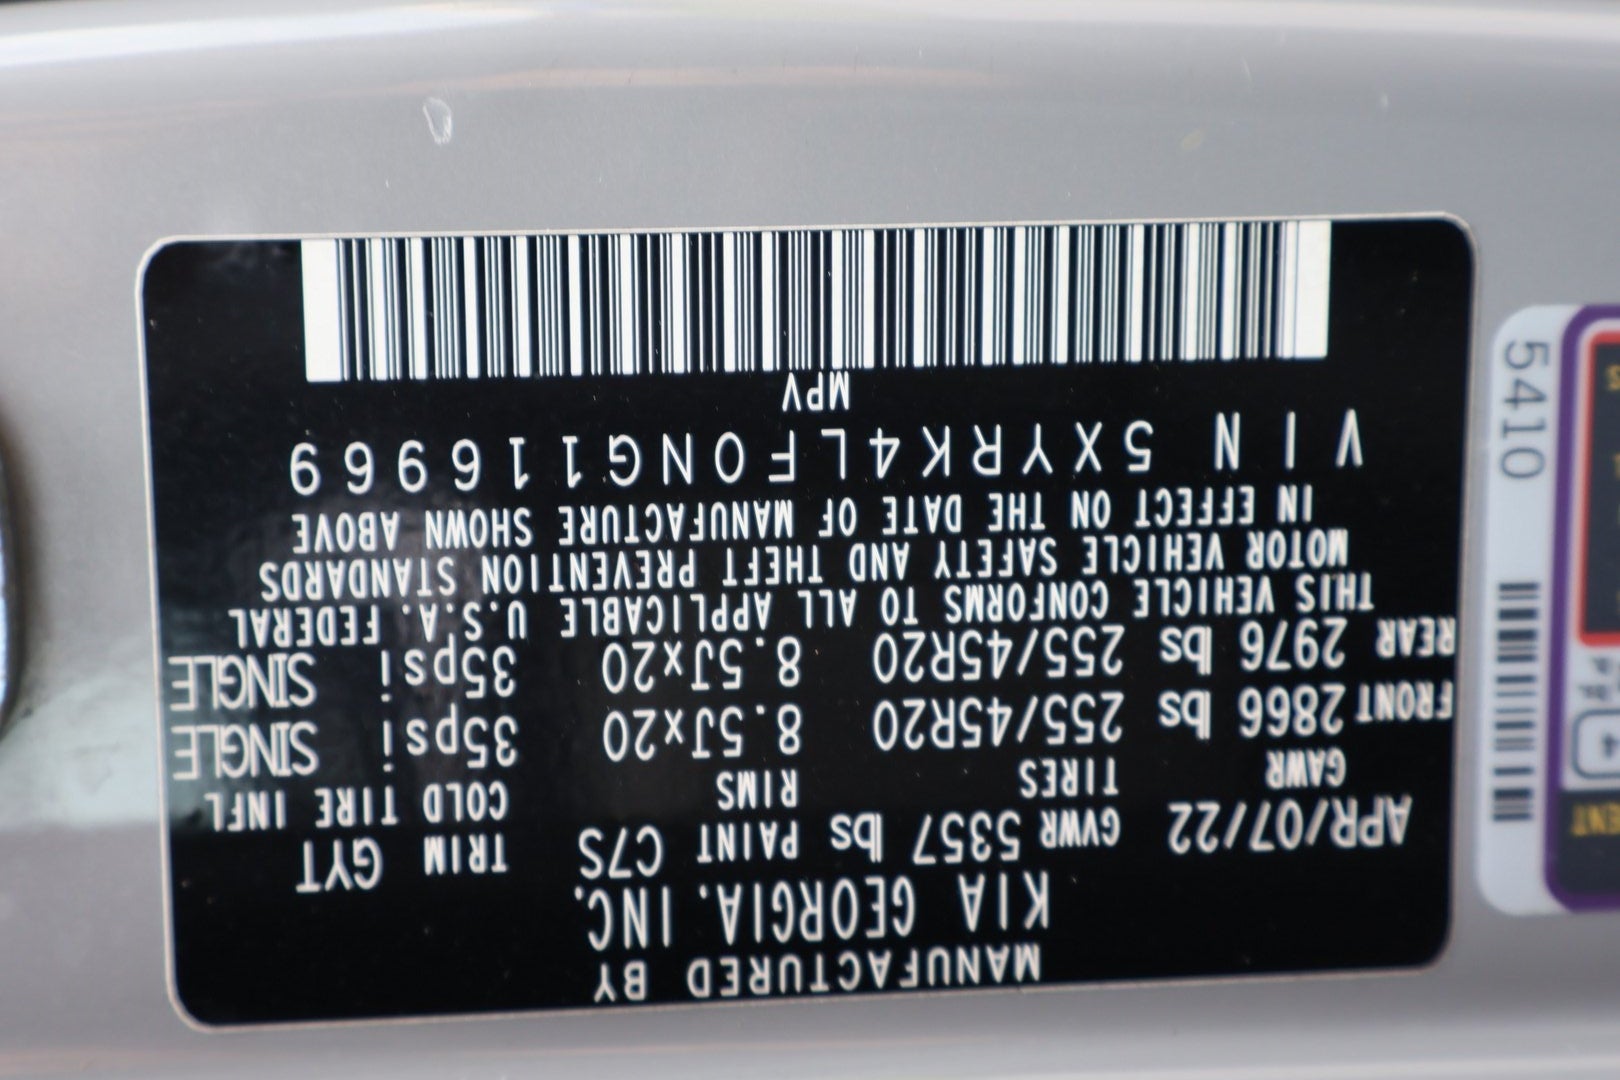 MANUFACTURED BY
KIA GEORGIA. INC.
APR/07/22 GVWR 5357 lbs PAINT C7S TRIM GYT
GAWR TIRES RIMS COLD TIRE INFL
FRONT 2866 lbs 255/45R20 8.5Jx20 35psi SINGLE
REAR 2976 lbs 255/45R20 8.5Jx20 35psi SINGLE
THIS VEHICLE CONFORMS TO ALL APPLICABLE U.S.A. FEDERAL
MOTOR VEHICLE SAFETY AND THEFT PREVENTION STANDARDS
IN EFFECT ON THE DATE OF MANUFACTURE SHOWN ABOVE
VIN 5XYRK4LF0NG116969
MPV
5410